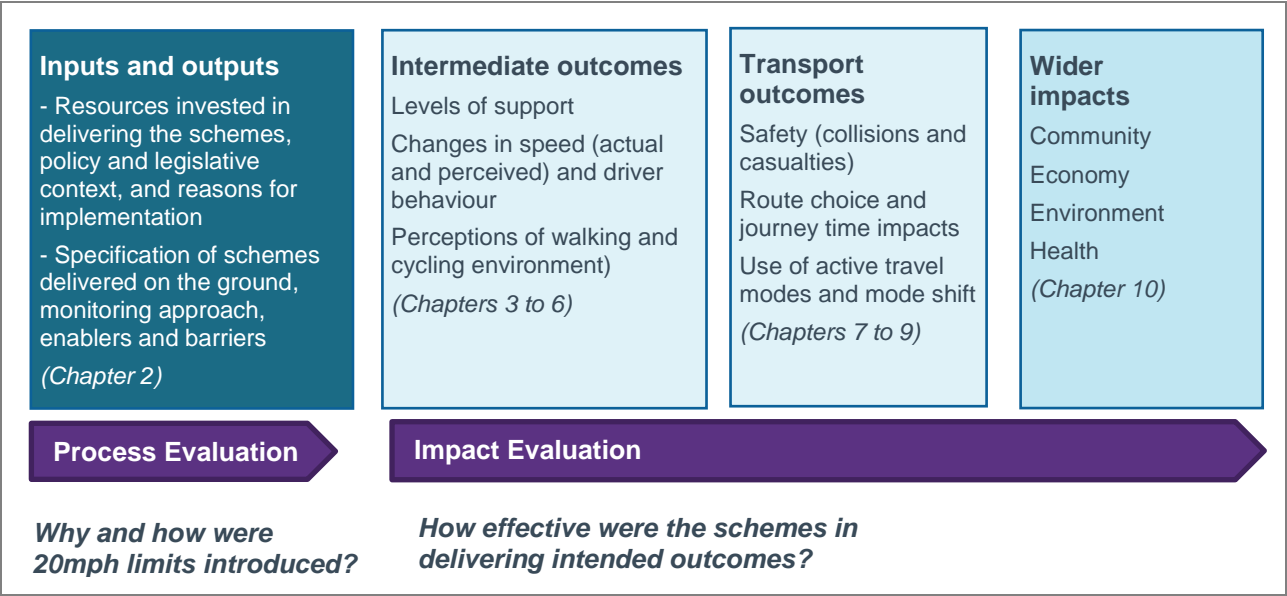 Inputs and outputs
- Resources invested in
delivering the schemes,
policy and legislative
context, and reasons for
implementation
- Specification of schemes
delivered on the ground,
monitoring approach,
enablers and barriers
(Chapter 2)
Intermediate outcomes
Levels of support
Changes in speed (actual
and perceived) and driver
behaviour
Perceptions of walking and
cycling environment)
(Chapters 3 to 6)
Transport
outcomes
Safety (collisions and
casualties)
Route choice and
journey time impacts
Use of active travel
modes and mode shift
(Chapters 7 to 9)
Wider
impacts
Community
Economy
Environment
Health
(Chapter 10)
Process Evaluation
Impact Evaluation
Why and how were
20mph limits introduced?
How effective were the schemes in
delivering intended outcomes?